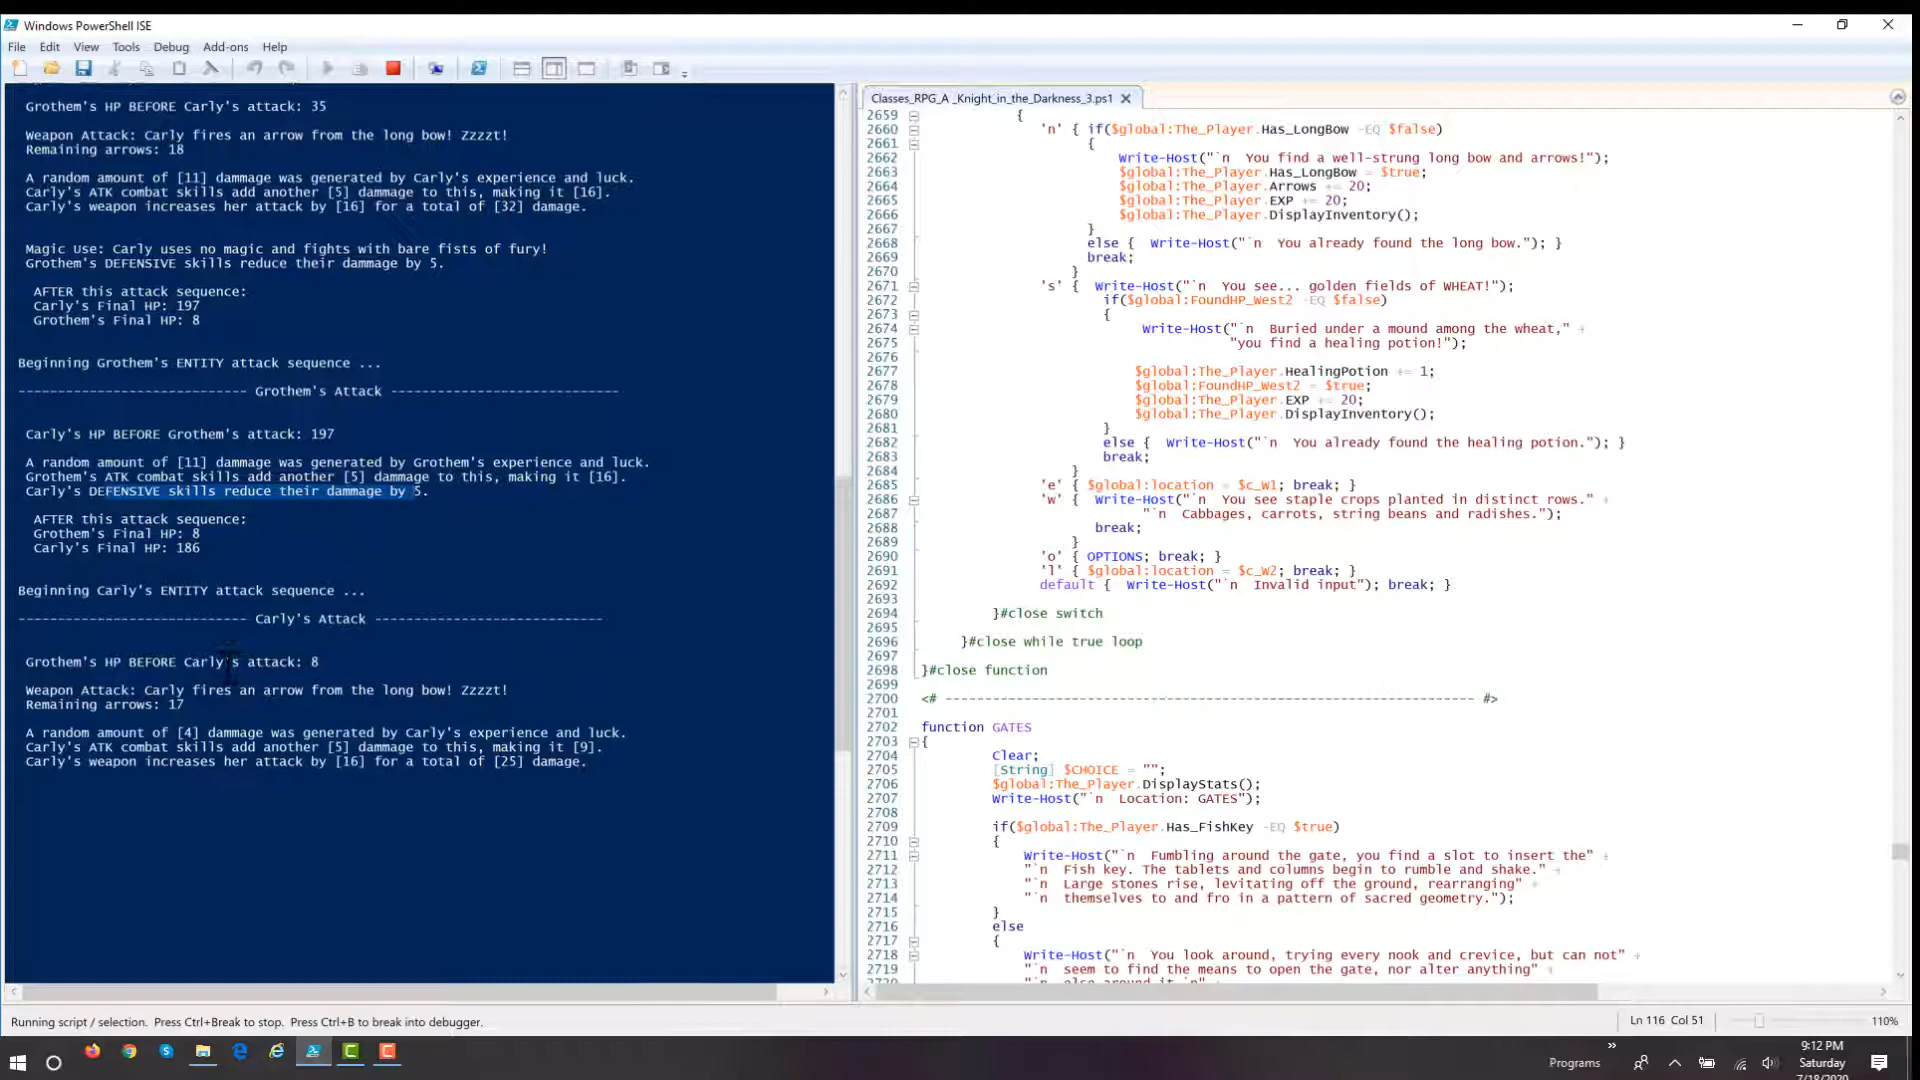 Windows PowerShell ISE
File Edit View Tools Debug Add-ons Help
Grothem's HP BEFORE Carly's attack: 35
Weapon Attack: Carly fires an arrow from the long bow! Zzzzt!
Remaining arrows: 18
A random amount of [11] dammage was generated by Carly's experience and luck.
Carly's ATK combat skills add another [5] dammage to this, making it [16].
Carly's weapon increases her attack by [16] for a total of [32] damage.
Magic Use: Carly uses no magic and fights with bare fists of fury!
Grothem's DEFENSIVE skills reduce their dammage by 5.
AFTER this attack sequence:
Carly's Final HP: 197
Grothem's Final HP: 8
Beginning Grothem's ENTITY attack sequence ...
----------------------------- Grothem's Attack -----------------------------
Carly's HP BEFORE Grothem's attack: 197
A random amount of [11] dammage was generated by Grothem's experience and luck.
Grothem's ATK combat skills add another [5] dammage to this, making it [16].
Carly's DEFENSIVE skills reduce their dammage by 5.
AFTER this attack sequence:
Grothem's Final HP: 8
Carly's Final HP: 186
Beginning Carly's ENTITY attack sequence ...
----------------------------- Carly's Attack -----------------------------
Grothem's HP BEFORE Carly's attack: 8
Weapon Attack: Carly fires an arrow from the long bow! Zzzzt!
Remaining arrows: 17
A random amount of [4] dammage was generated by Carly's experience and luck.
Carly's ATK combat skills add another [5] dammage to this, making it [9].
Carly's weapon increases her attack by [16] for a total of [25] damage.
Classes_RPG_A _Knight_in_the_Darkness_3.ps1
2659 {
2660 'n' { if($global:The_Player.Has_LongBow -EQ $false)
2661 {
2662 Write-Host("`n  You find a well-strung long bow and arrows!");
2663 $global:The_Player.Has_LongBow = $true;
2664 $global:The_Player.Arrows += 20;
2665 $global:The_Player.EXP += 20;
2666 $global:The_Player.DisplayInventory();
2667 }
2668 else {  Write-Host("`n  You already found the long bow."); }
2669 break;
2670 }
2671 's' {  Write-Host("`n  You see... golden fields of WHEAT!");
2672 if($global:FoundHP_West2 -EQ $false)
2673 {
2674 Write-Host("`n  Buried under a mound among the wheat," +
2675 "you find a healing potion!");
2676
2677 $global:The_Player.HealingPotion += 1;
2678 $global:FoundHP_West2 = $true;
2679 $global:The_Player.EXP += 20;
2680 $global:The_Player.DisplayInventory();
2681 }
2682 else {  Write-Host("`n  You already found the healing potion."); }
2683 break;
2684 }
2685 'e' { $global:location = $c_W1; break; }
2686 'w' {  Write-Host("`n  You see staple crops planted in distinct rows." +
2687 "`n  Cabbages, carrots, string beans and radishes.");
2688 break;
2689 }
2690 'o' { OPTIONS; break; }
2691 'l' { $global:location = $c_W2; break; }
2692 default {  Write-Host("`n  Invalid input"); break; }
2693
2694 }#close switch
2695
2696 }#close while true loop
2697
2698 }#close function
2699
2700 <# ------------------------------------------------------------------- #>
2701
2702 function GATES
2703 {
2704 Clear;
2705 [String] $CHOICE = "";
2706 $global:The_Player.DisplayStats();
2707 Write-Host("`n  Location: GATES");
2708
2709 if($global:The_Player.Has_FishKey -EQ $true)
2710 {
2711 Write-Host("`n  Fumbling around the gate, you find a slot to insert the" +
2712 "`n  Fish key. The tablets and columns begin to rumble and shake." +
2713 "`n  Large stones rise, levitating off the ground, rearranging" +
2714 "`n  themselves to and fro in a pattern of sacred geometry.");
2715 }
2716 else
2717 {
2718 Write-Host("`n  You look around, trying every nook and crevice, but can not" +
2719 "`n  seem to find the means to open the gate, nor alter anything" +
Running script / selection.  Press Ctrl+Break to stop.  Press Ctrl+B to break into debugger.
Ln 116 Col 51
110%
Programs
9:12 PM
Saturday
7/18/2020